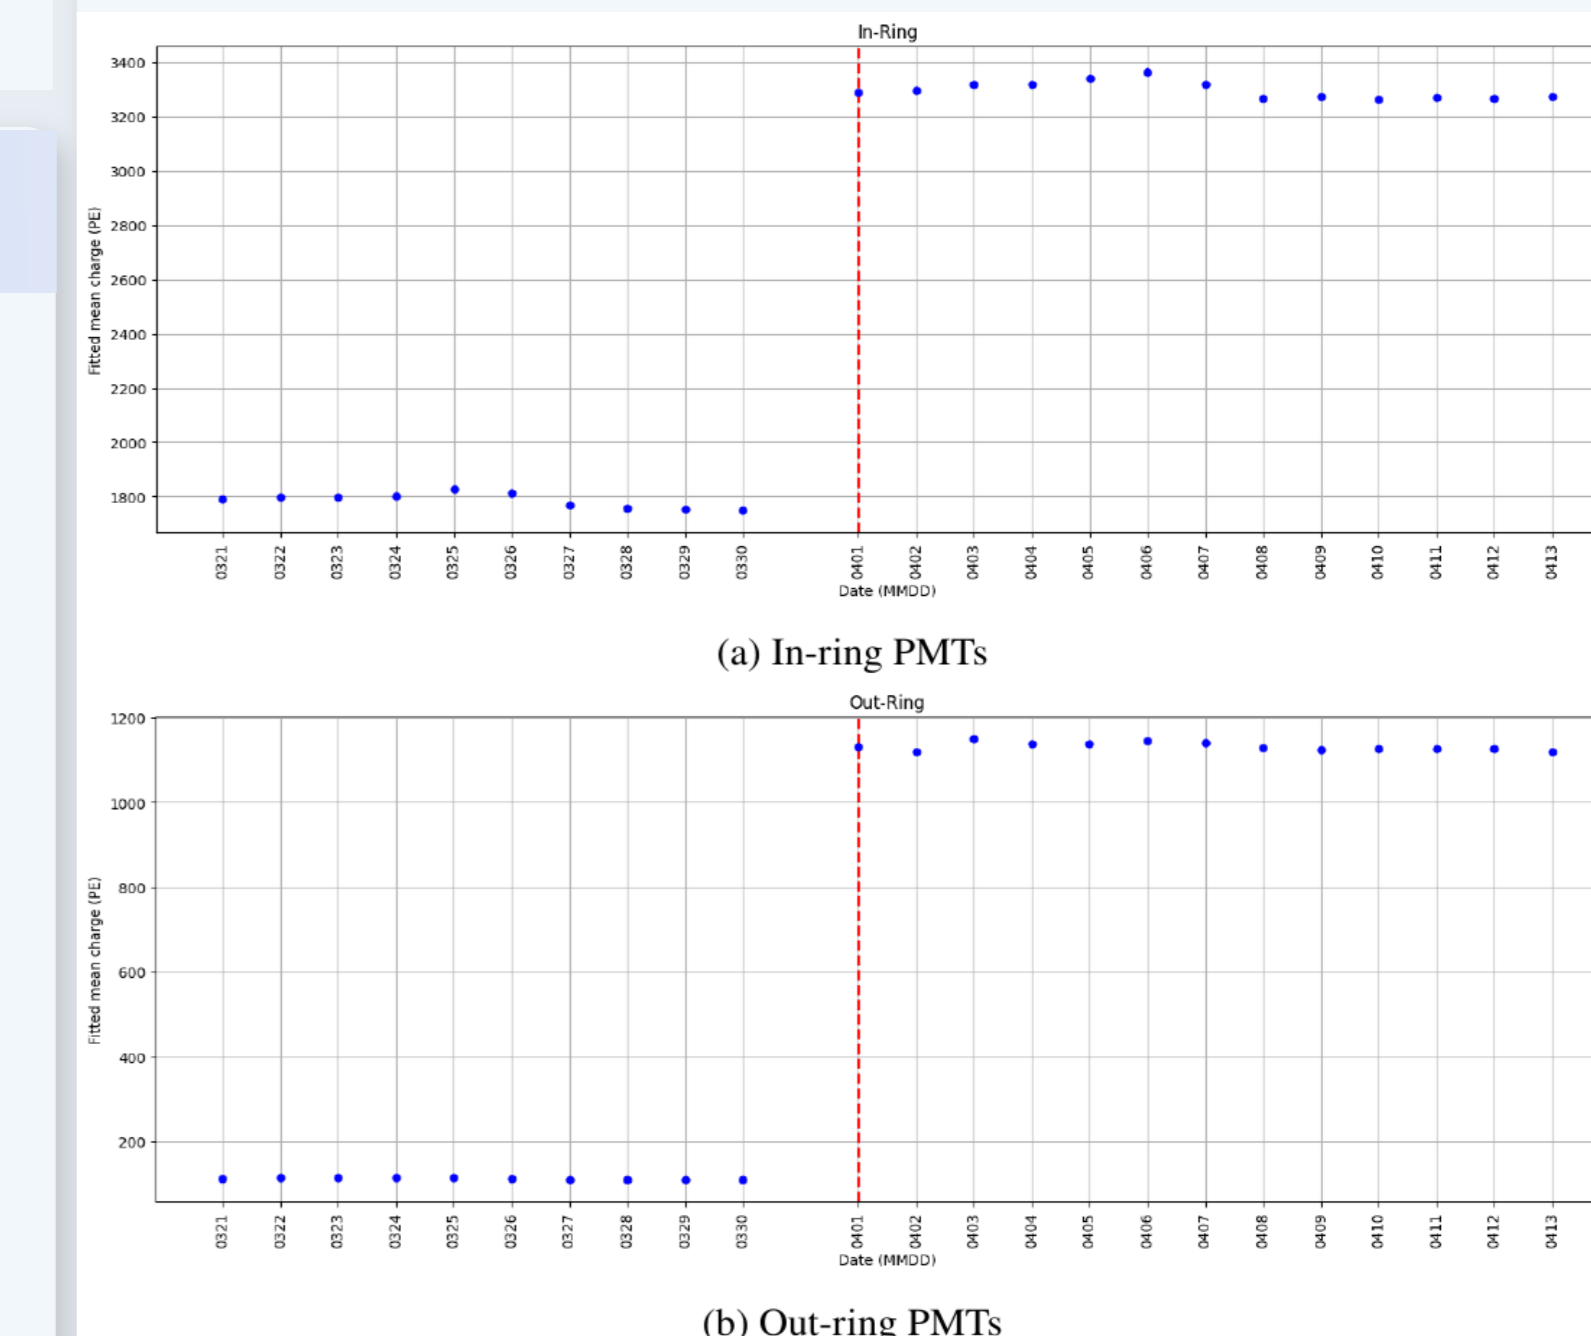 In-Ring
3400
3200
3000
2800
2600
2400
2200
2000
1800
Fitted mean charge (PE)
0321 0322 0323 0324 0325 0326 0327 0328 0329 0330 0401 0402 0403 0404 0405 0406 0407 0408 0409 0410 0411 0412 0413
Date (MMDD)
(a) In-ring PMTs
Out-Ring
1200
1000
800
600
400
200
Fitted mean charge (PE)
0321 0322 0323 0324 0325 0326 0327 0328 0329 0330 0401 0402 0403 0404 0405 0406 0407 0408 0409 0410 0411 0412 0413
Date (MMDD)
(b) Out-ring PMTs